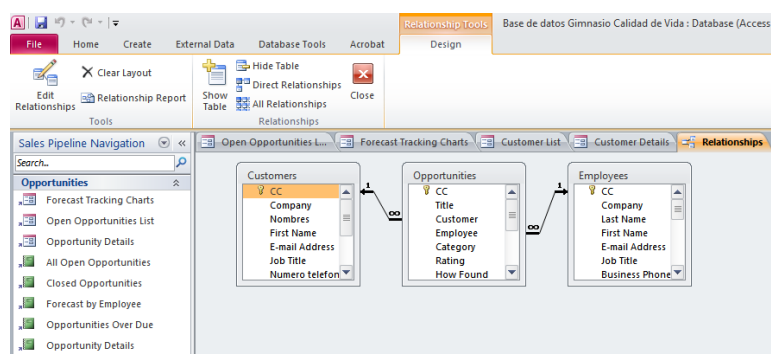 Relationship Tools Base de datos Gimnasio Calidad de Vida : Database (Access
File Home Create External Data Database Tools Acrobat Design
Edit Relationships
Clear Layout
Relationship Report
Tools
Show Table
Hide Table
Direct Relationships
All Relationships
Relationships
Close
Sales Pipeline Navigation «
Search...
Opportunities
Forecast Tracking Charts
Open Opportunities List
Opportunity Details
All Open Opportunities
Closed Opportunities
Forecast by Employee
Opportunities Over Due
Opportunity Details
Open Opportunities L... Forecast Tracking Charts Customer List Customer Details Relationships
Customers
CC
Company
Nombres
First Name
E-mail Address
Job Title
Numero telefon
1
∞
Opportunities
CC
Title
Customer
Employee
Category
Rating
How Found
1
∞
Employees
CC
Company
Last Name
First Name
E-mail Address
Job Title
Business Phone